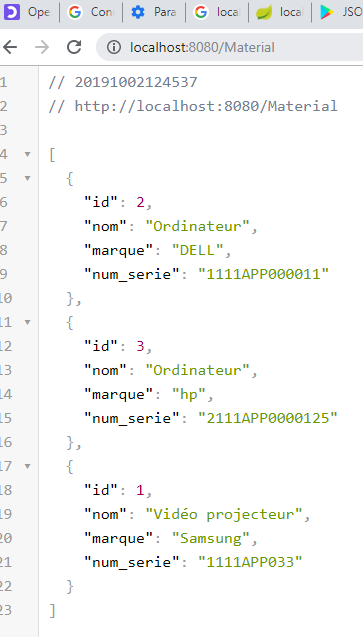 Ope
Con
Para
local
local
JSO
localhost:8080/Material
1 // 20191002124537
2 // http://localhost:8080/Material
3
4 [
5 {
6 "id": 2,
7 "nom": "Ordinateur",
8 "marque": "DELL",
9 "num_serie": "1111APP000011"
10 },
11 {
12 "id": 3,
13 "nom": "Ordinateur",
14 "marque": "hp",
15 "num_serie": "2111APP0000125"
16 },
17 {
18 "id": 1,
19 "nom": "Vidéo projecteur",
20 "marque": "Samsung",
21 "num_serie": "1111APP033"
22 }
23 ]